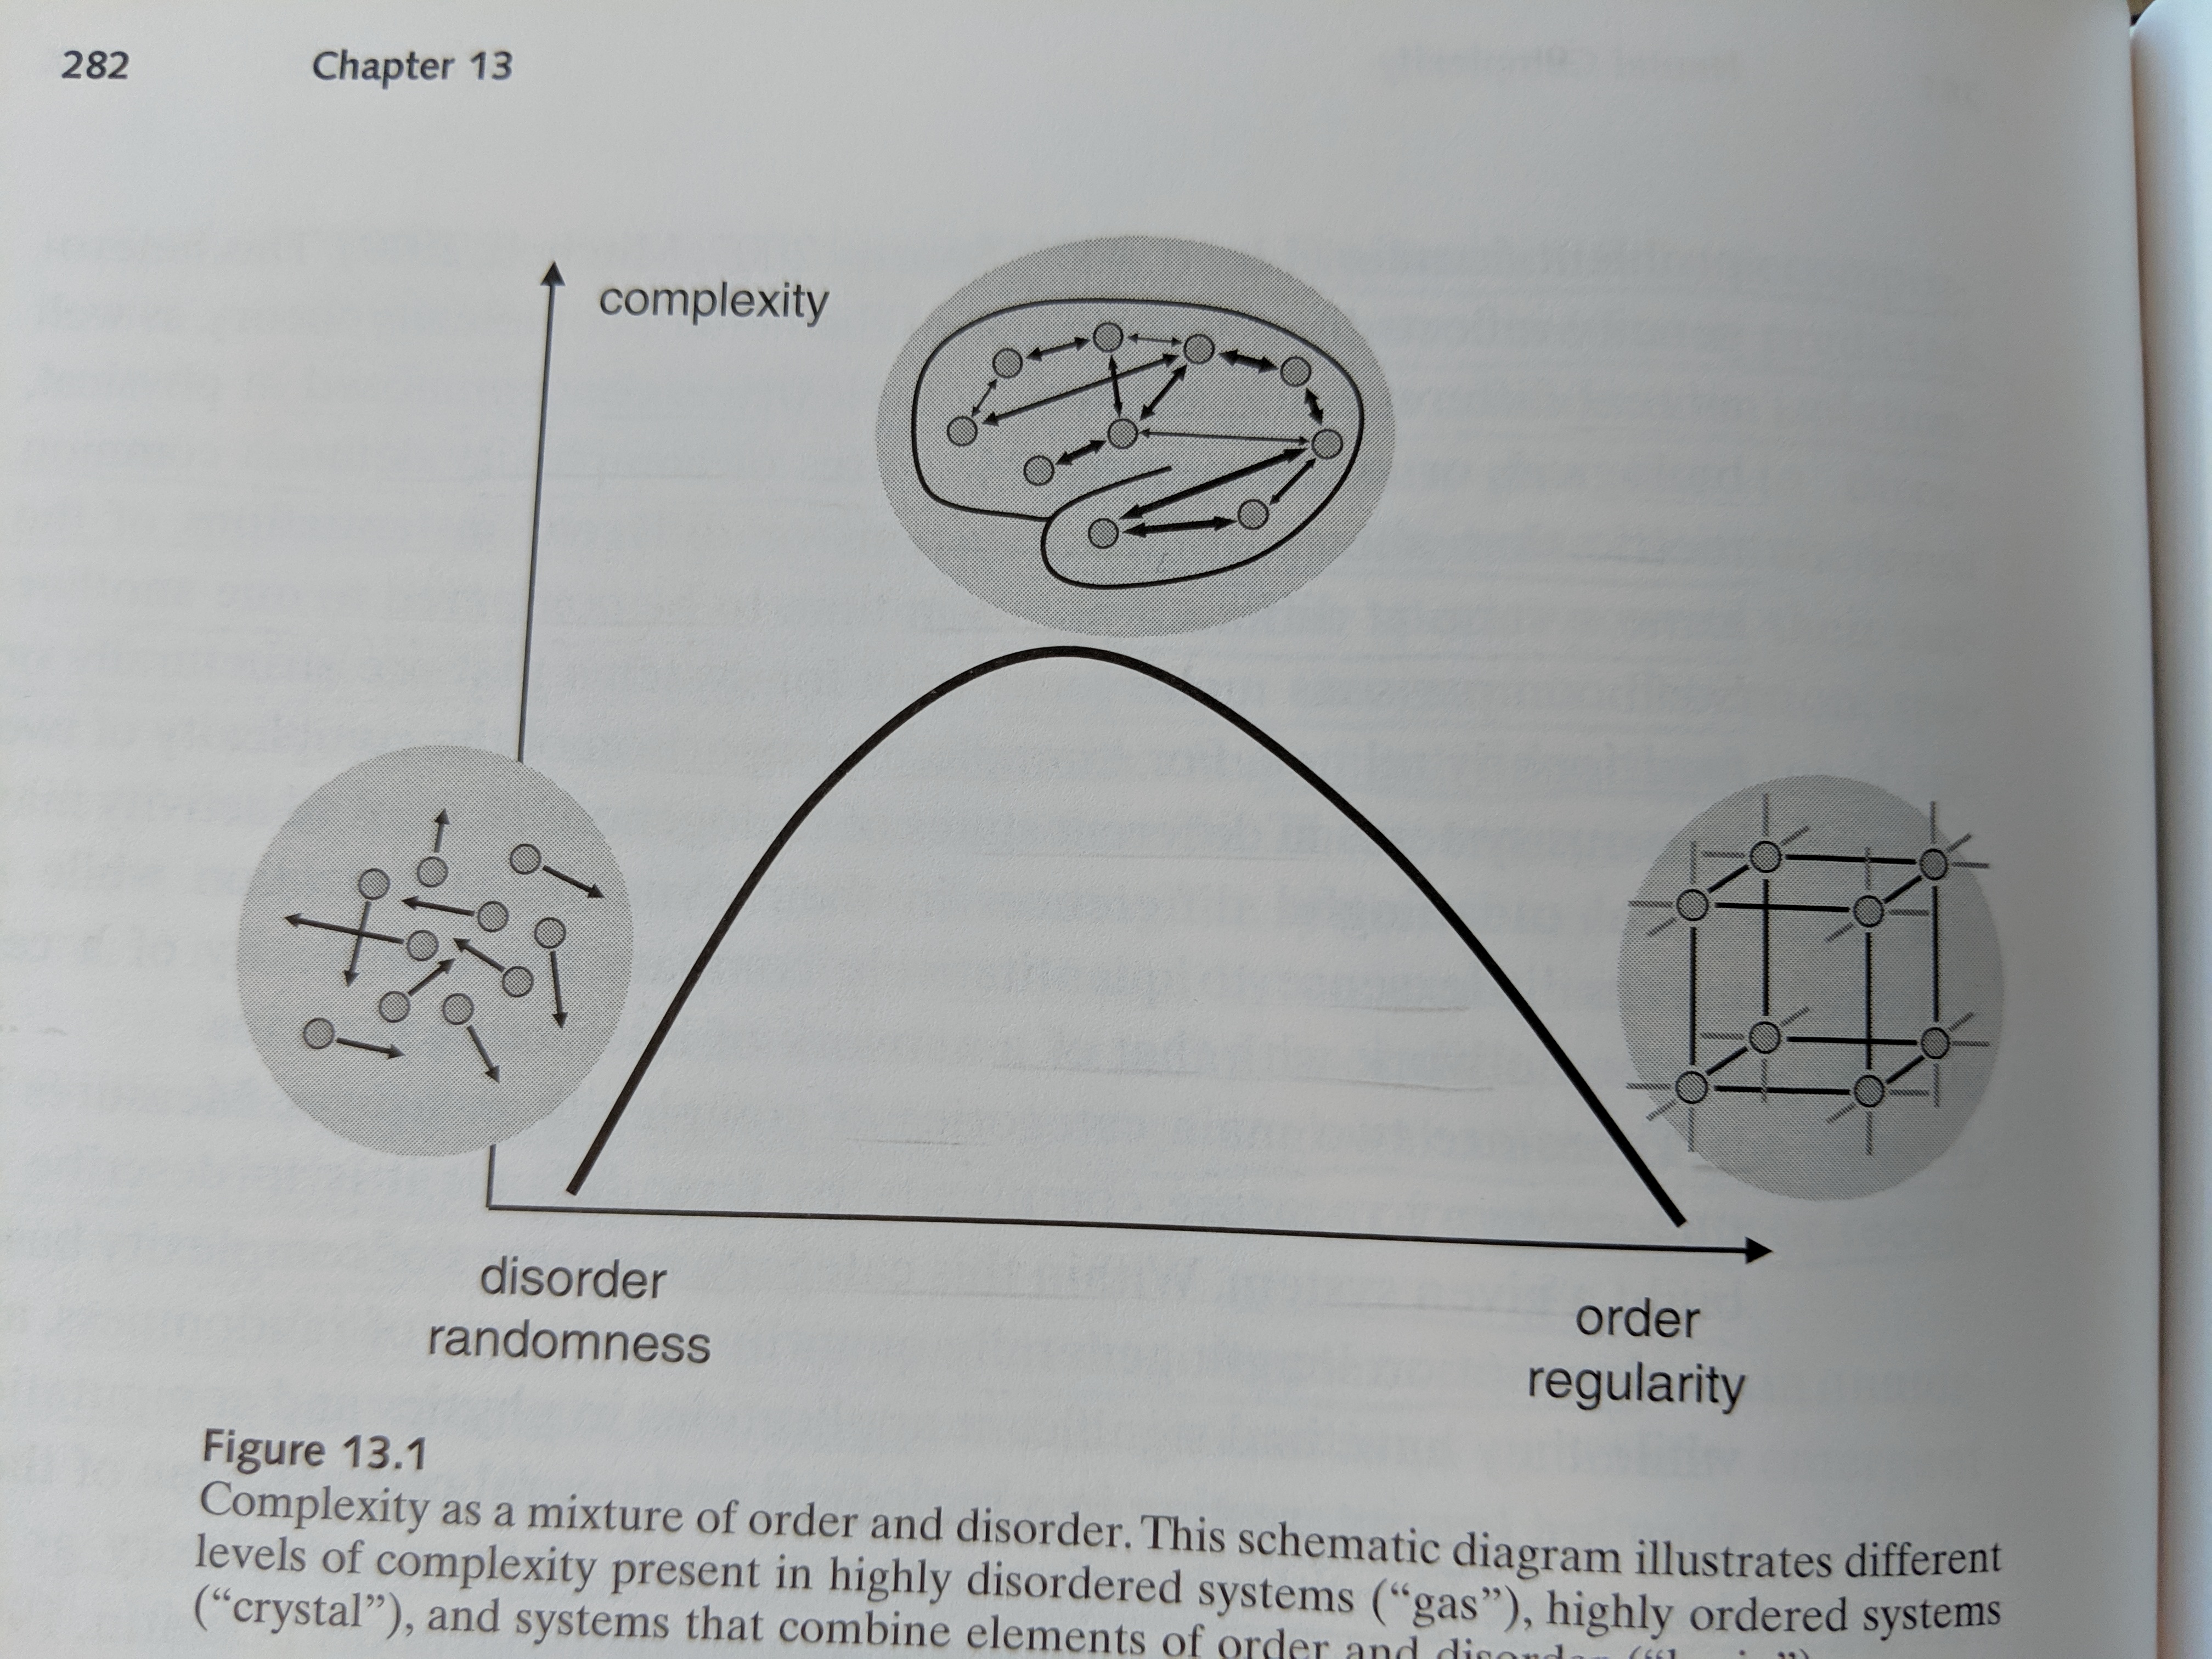 282 Chapter 13
complexity
disorder
randomness
order
regularity
Figure 13.1
Complexity as a mixture of order and disorder. This schematic diagram illustrates different
levels of complexity present in highly disordered systems (“gas”), highly ordered systems
(“crystal”), and systems that combine elements of order and disorder